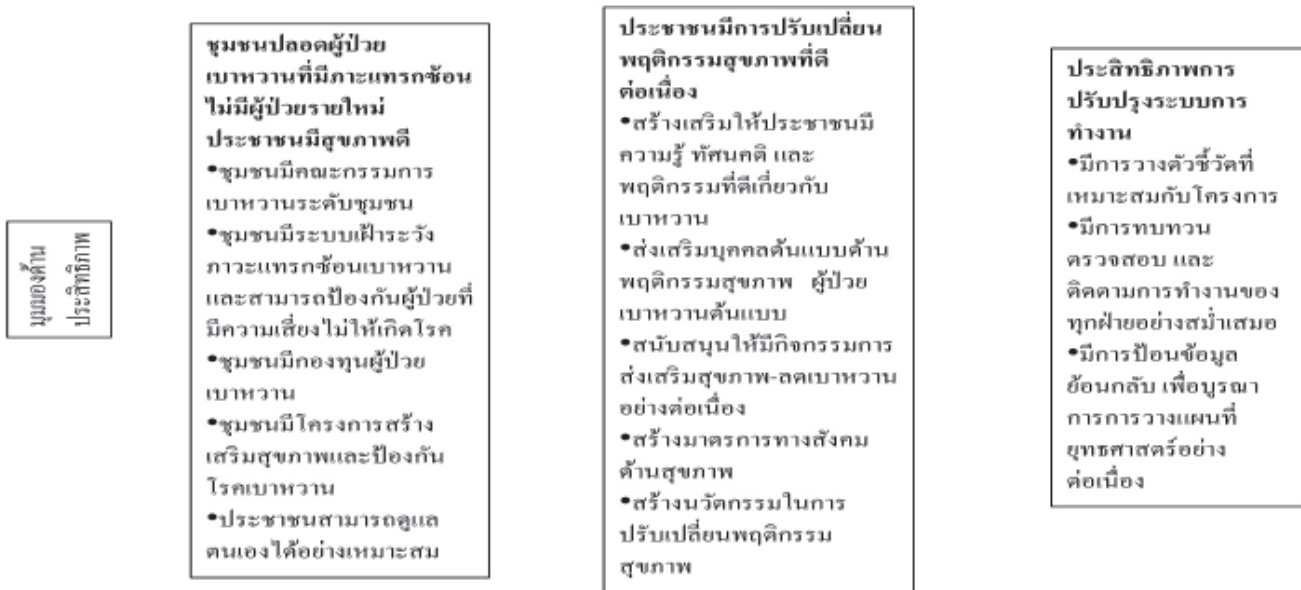 มุมมองด้าน
ประสิทธิภาพ
ชุมชนปลอดผู้ป่วย
เบาหวานที่มีภาะแทรกซ้อน
ไม่มีผู้ป่วยรายใหม่
ประชาชนมีสุขภาพดี
•ชุมชนมีคณะกรรมการ
เบาหวานระดับชุมชน
•ชุมชนมีระบบเฝ้าระวัง
ภาวะแทรกซ้อนเบาหวาน
และสามารถป้องกันผู้ป่วยที่
มีความเสี่ยงไม่ให้เกิดโรค
•ชุมชนมีกองทุนผู้ป่วย
เบาหวาน
•ชุมชนมีโครงการสร้าง
เสริมสุขภาพและป้องกัน
โรคเบาหวาน
•ประชาชนสามารถดูแล
ตนเองได้อย่างเหมาะสม
ประชาชนมีการปรับเปลี่ยน
พฤติกรรมสุขภาพที่ดี
ต่อเนื่อง
•สร้างเสริมให้ประชาชนมี
ความรู้ ทัศนคติ และ
พฤติกรรมที่ดีเกี่ยวกับ
เบาหวาน
•ส่งเสริมบุคคลต้นแบบด้าน
พฤติกรรมสุขภาพ ผู้ป่วย
เบาหวานต้นแบบ
•สนับสนุนให้มีกิจกรรมการ
ส่งเสริมสุขภาพ-ลดเบาหวาน
อย่างต่อเนื่อง
•สร้างมาตรการทางสังคม
ด้านสุขภาพ
•สร้างนวัตกรรมในการ
ปรับเปลี่ยนพฤติกรรม
สุขภาพ
ประสิทธิภาพการ
ปรับปรุงระบบการ
ทำงาน
•มีการวางตัวชี้วัดที่
เหมาะสมกับโครงการ
•มีการทบทวน
ตรวจสอบ และ
ติดตามการทำงานของ
ทุกฝ่ายอย่างสม่ำเสมอ
•มีการป้อนข้อมูล
ย้อนกลับ เพื่อบูรณา
การการวางแผนที่
ยุทธศาสตร์อย่าง
ต่อเนื่อง